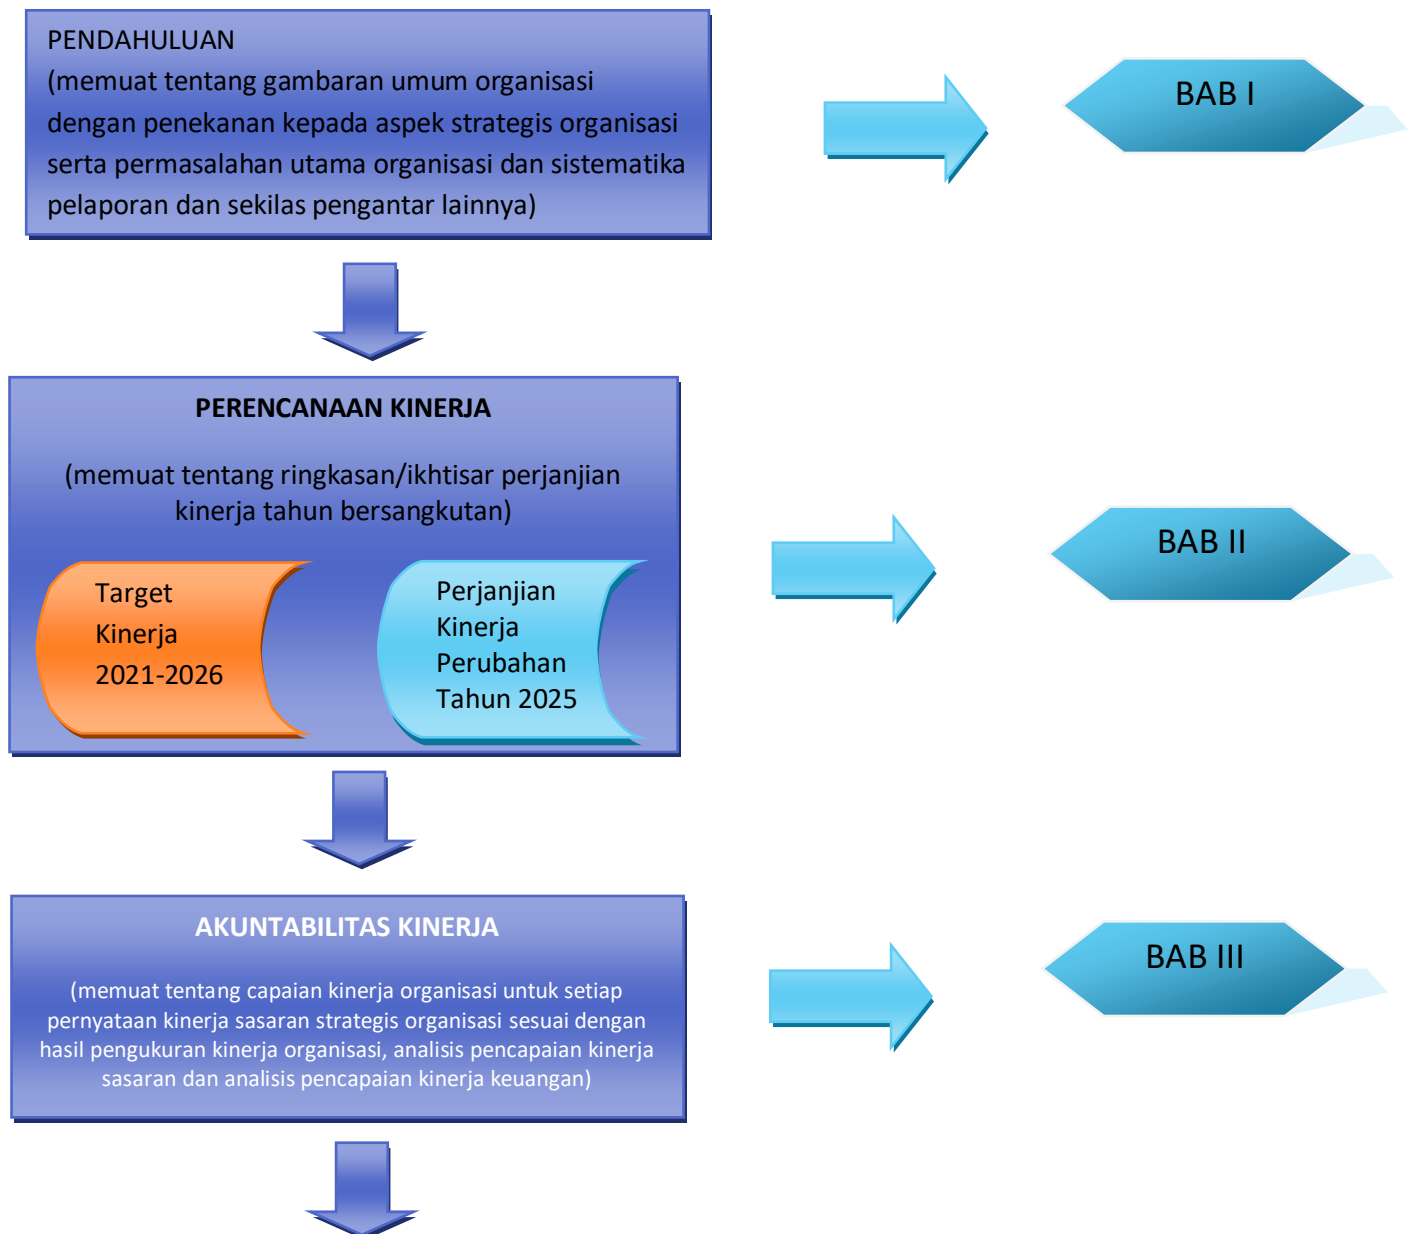 PENDAHULUAN
(memuat tentang gambaran umum organisasi
dengan penekanan kepada aspek strategis organisasi
serta permasalahan utama organisasi dan sistematika
pelaporan dan sekilas pengantar lainnya)
BAB I
PERENCANAAN KINERJA
(memuat tentang ringkasan/ikhtisar perjanjian
kinerja tahun bersangkutan)
Target
Kinerja
2021-2026
Perjanjian
Kinerja
Perubahan
Tahun 2025
BAB II
AKUNTABILITAS KINERJA
(memuat tentang capaian kinerja organisasi untuk setiap
pernyataan kinerja sasaran strategis organisasi sesuai dengan
hasil pengukuran kinerja organisasi, analisis pencapaian kinerja
sasaran dan analisis pencapaian kinerja keuangan)
BAB III